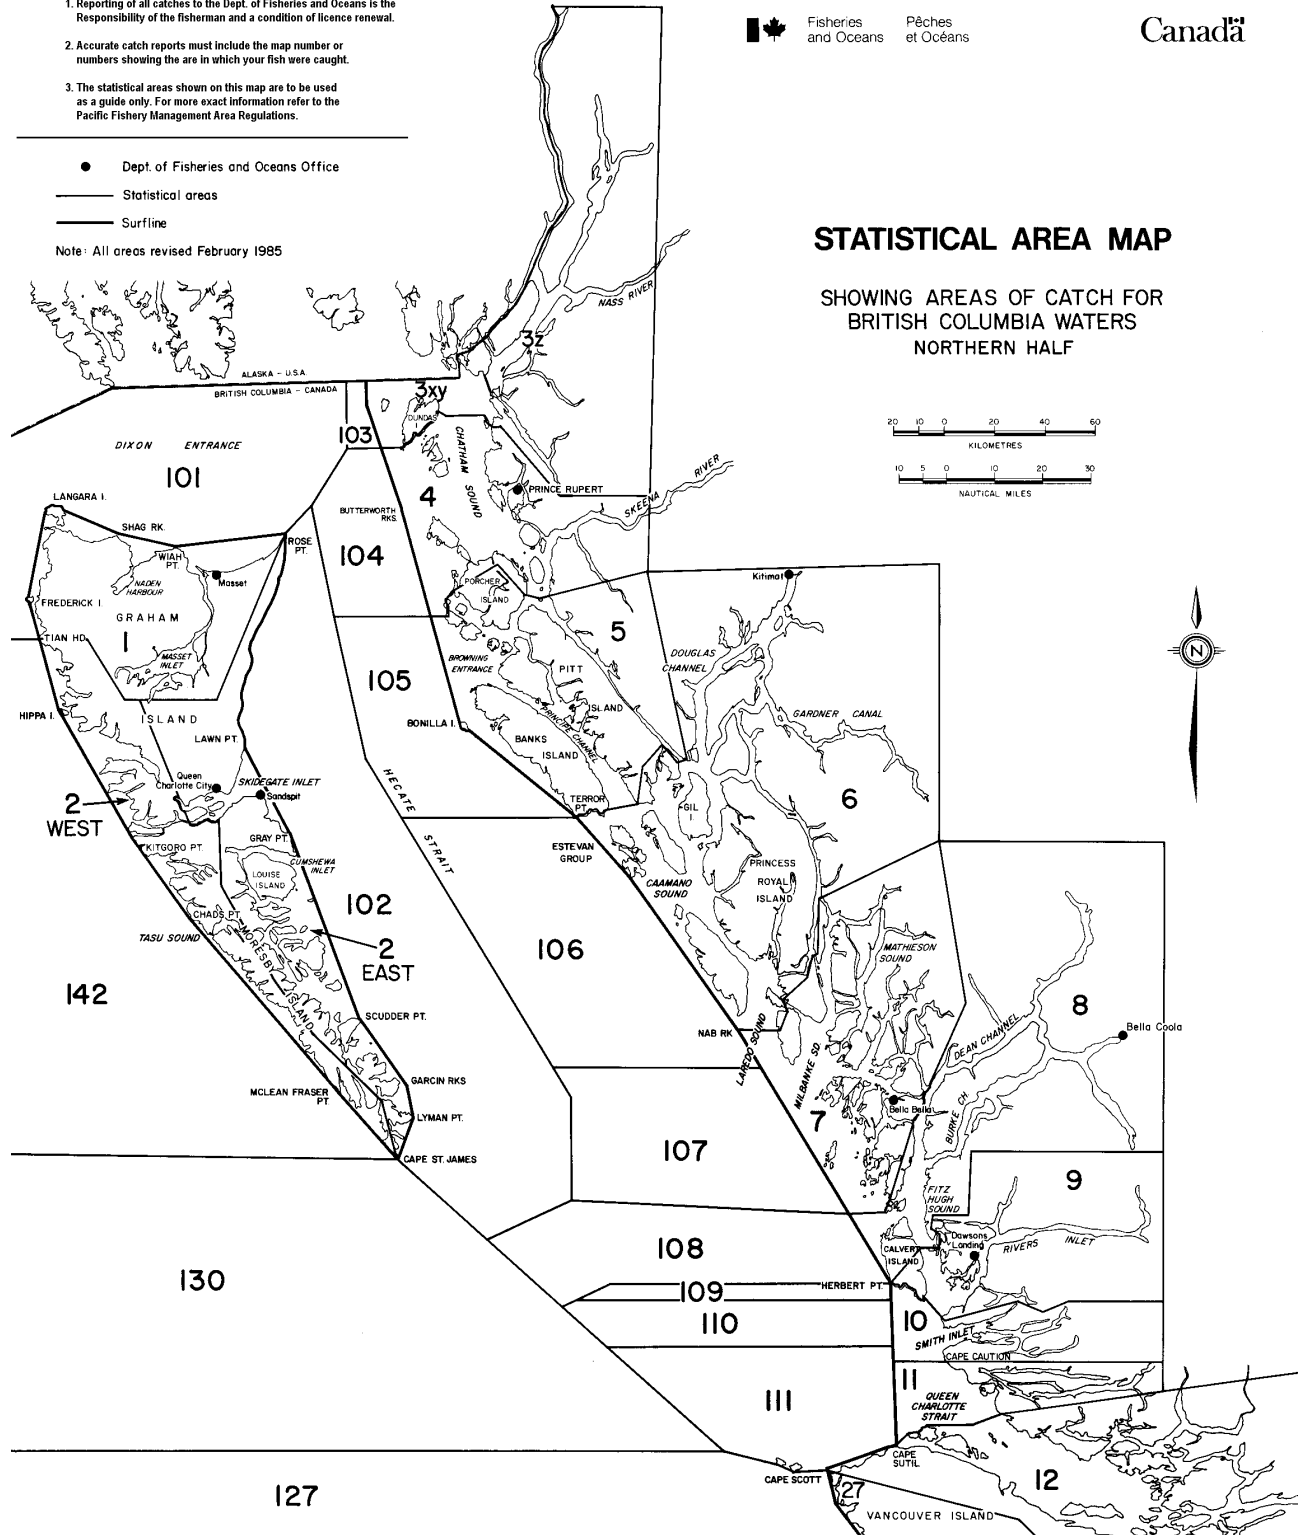 1. Reporting of all catches to the Dept. of Fisheries and Oceans is the
Responsibility of the fisherman and a condition of licence renewal.
2. Accurate catch reports must include the map number or
numbers showing the are in which your fish were caught.
3. The statistical areas shown on this map are to be used
as a guide only. For more exact information refer to the
Pacific Fishery Management Area Regulations.
Fisheries
and Oceans
Pêches
et Océans
Canada
Dept. of Fisheries and Oceans Office
Statistical areas
Surfline
Note: All areas revised February 1985
STATISTICAL AREA MAP
SHOWING AREAS OF CATCH FOR
BRITISH COLUMBIA WATERS
NORTHERN HALF
20 10 0 20 40 60
KILOMETRES
10 5 0 10 20 30
NAUTICAL MILES
N
NASS RIVER
3z
ALASKA - U.S.A.
BRITISH COLUMBIA - CANADA
3xy
DUNDAS
I.
DIXON ENTRANCE
103
101
CHATHAM SOUND
4
PRINCE RUPERT
SKEENA RIVER
LANGARA I.
SHAG RK.
BUTTERWORTH
RKS.
ROSE
PT.
WIAH
PT.
Masset
NADEN
HARBOUR
104
PORCHER
ISLAND
Kitimat
FREDERICK I.
GRAHAM
1
TIAN HD.
MASSET
INLET
5
BROWNING
ENTRANCE
PITT
ISLAND
DOUGLAS
CHANNEL
105
HIPPA I.
ISLAND
LAWN PT.
BONILLA I.
PRINCIPE CHANNEL
BANKS
ISLAND
GARDNER CANAL
Queen
Charlotte City
SKIDEGATE INLET
Sandspit
HECATE STRAIT
2
WEST
TERROR
PT.
GIL
I.
6
KITGORO PT.
GRAY PT.
CUMSHEWA
INLET
LOUISE
ISLAND
ESTEVAN
GROUP
CAAMANO
SOUND
PRINCESS
ROYAL
ISLAND
102
CHADS PT.
TASU SOUND
MORESBY ISLAND
2
EAST
106
MATHIESON
SOUND
142
SCUDDER PT.
NAB RK
LAREDO SOUND
MILBANKE SD.
DEAN CHANNEL
8
Bella Coola
GARCIN RKS
MCLEAN FRASER
PT.
LYMAN PT.
Bella Bella
BURKE CH
7
CAPE ST. JAMES
107
9
FITZ
HUGH
SOUND
108
CALVERT
ISLAND
Dawsons
Landing
RIVERS INLET
130
109
HERBERT PT.
110
10
SMITH INLET
CAPE CAUTION
11
111
QUEEN
CHARLOTTE
STRAIT
CAPE
SUTIL
CAPE SCOTT
12
27
127
VANCOUVER ISLAND